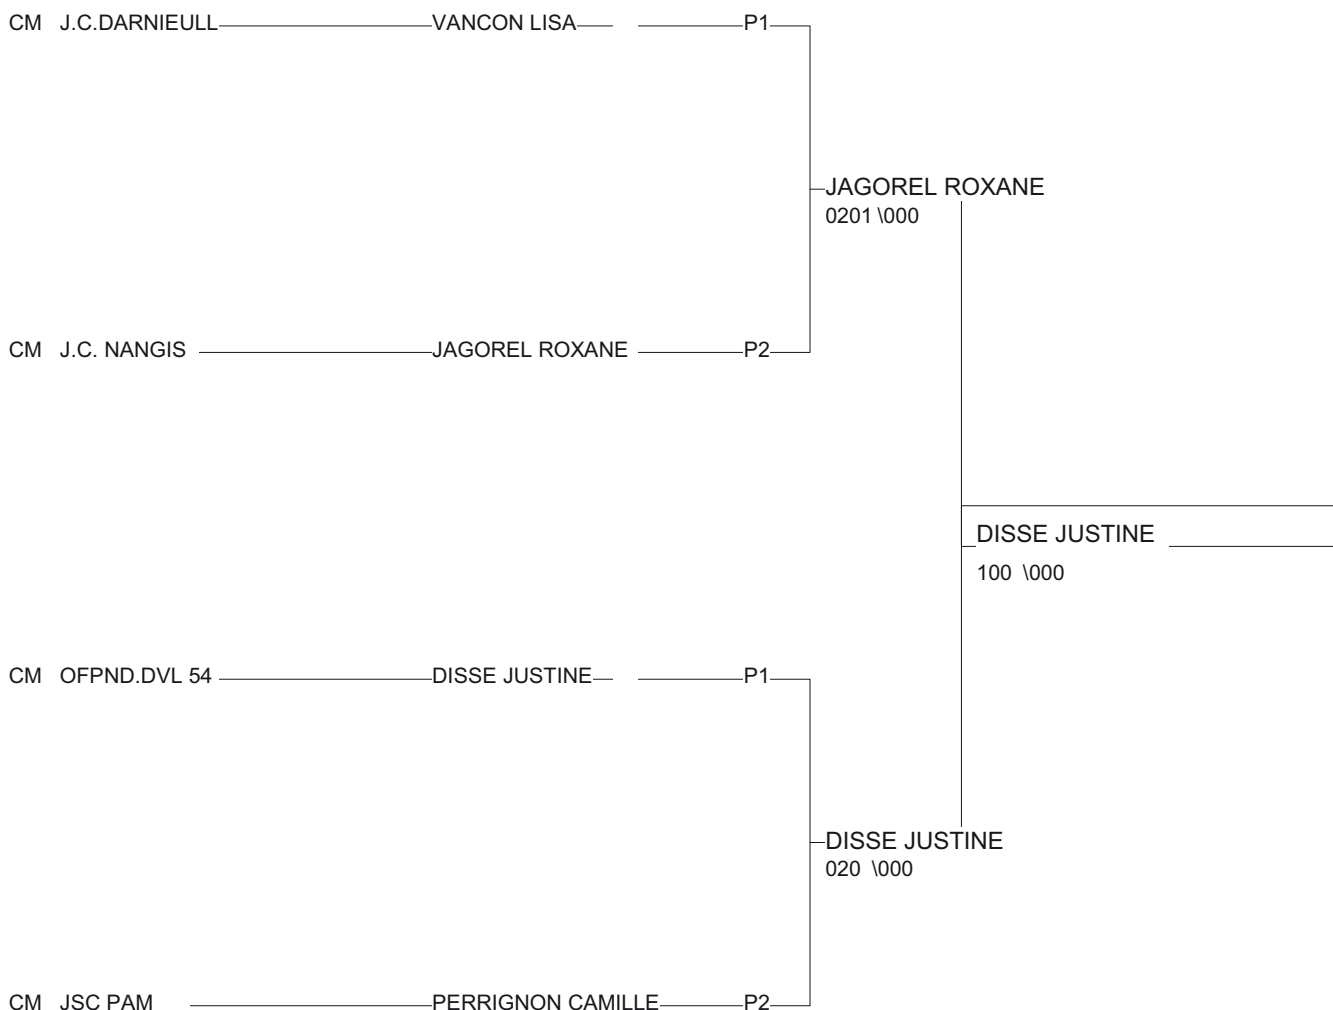 CM J.C.DARNIEULL VANCON LISA P1
JAGOREL ROXANE
0201 \000
CM J.C. NANGIS JAGOREL ROXANE P2
DISSE JUSTINE
100 \000
CM OFPND.DVL 54 DISSE JUSTINE P1
DISSE JUSTINE
020 \000
CM JSC PAM PERRIGNON CAMILLE P2